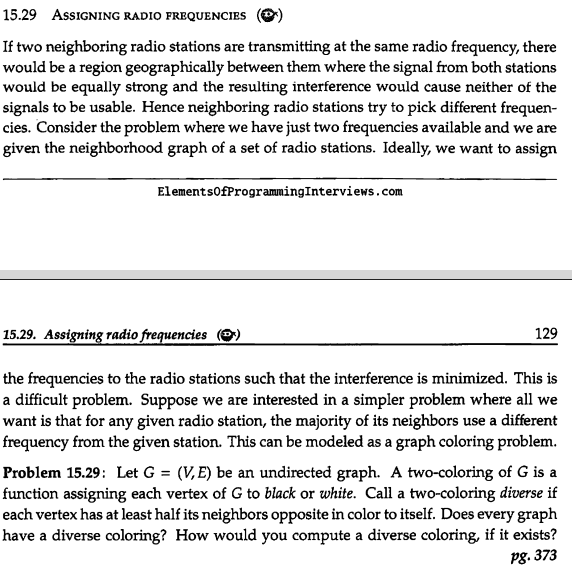 15.29 ASSIGNING RADIO FREQUENCIES
If two neighboring radio stations are transmitting at the same radio frequency, there
would be a region geographically between them where the signal from both stations
would be equally strong and the resulting interference would cause neither of the
signals to be usable. Hence neighboring radio stations try to pick different frequen-
cies. Consider the problem where we have just two frequencies available and we are
given the neighborhood graph of a set of radio stations. Ideally, we want to assign
ElementsOfProgrammingInterviews.com
15.29. Assigning radio frequencies 129
the frequencies to the radio stations such that the interference is minimized. This is
a difficult problem. Suppose we are interested in a simpler problem where all we
want is that for any given radio station, the majority of its neighbors use a different
frequency from the given station. This can be modeled as a graph coloring problem.
Problem 15.29: Let G = (V, E) be an undirected graph. A two-coloring of G is a
function assigning each vertex of G to black or white. Call a two-coloring diverse if
each vertex has at least half its neighbors opposite in color to itself. Does every graph
have a diverse coloring? How would you compute a diverse coloring, if it exists?
pg. 373